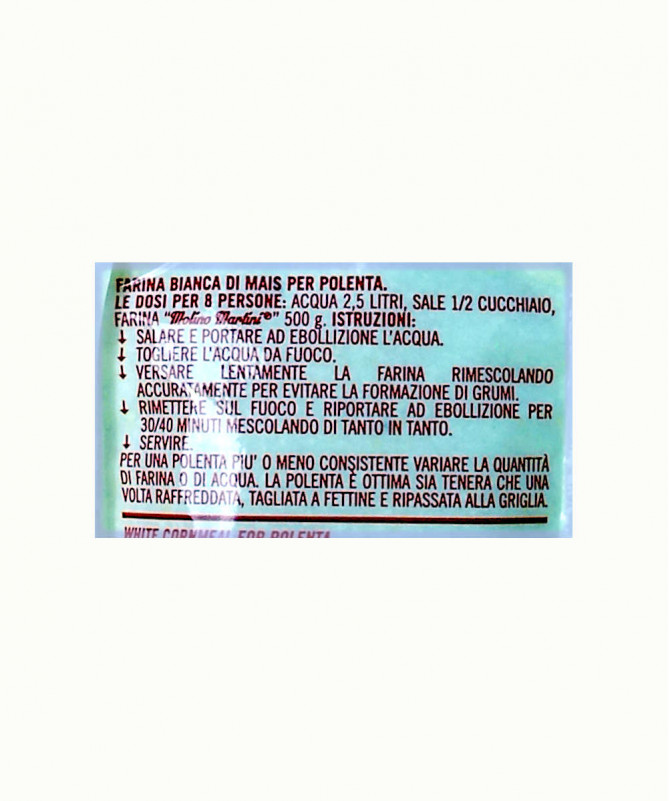 FARINA BIANCA DI MAIS PER POLENTA.
LE DOSI PER 8 PERSONE: ACQUA 2,5 LITRI, SALE 1/2 CUCCHIAIO,
FARINA "Molino Martini®" 500 g. ISTRUZIONI:
↓ SALARE E PORTARE AD EBOLLIZIONE L'ACQUA.
↓ TOGLIERE L'ACQUA DA FUOCO.
↓ VERSARE LENTAMENTE LA FARINA RIMESCOLANDO
ACCURATAMENTE PER EVITARE LA FORMAZIONE DI GRUMI.
↓ RIMETTERE SUL FUOCO E RIPORTARE AD EBOLLIZIONE PER
30/40 MINUTI MESCOLANDO DI TANTO IN TANTO.
↓ SERVIRE.
PER UNA POLENTA PIU' O MENO CONSISTENTE VARIARE LA QUANTITÀ
DI FARINA O DI ACQUA. LA POLENTA È OTTIMA SIA TENERA CHE UNA
VOLTA RAFFREDDATA, TAGLIATA A FETTINE E RIPASSATA ALLA GRIGLIA.
WHITE CORNMEAL FOR POLENTA